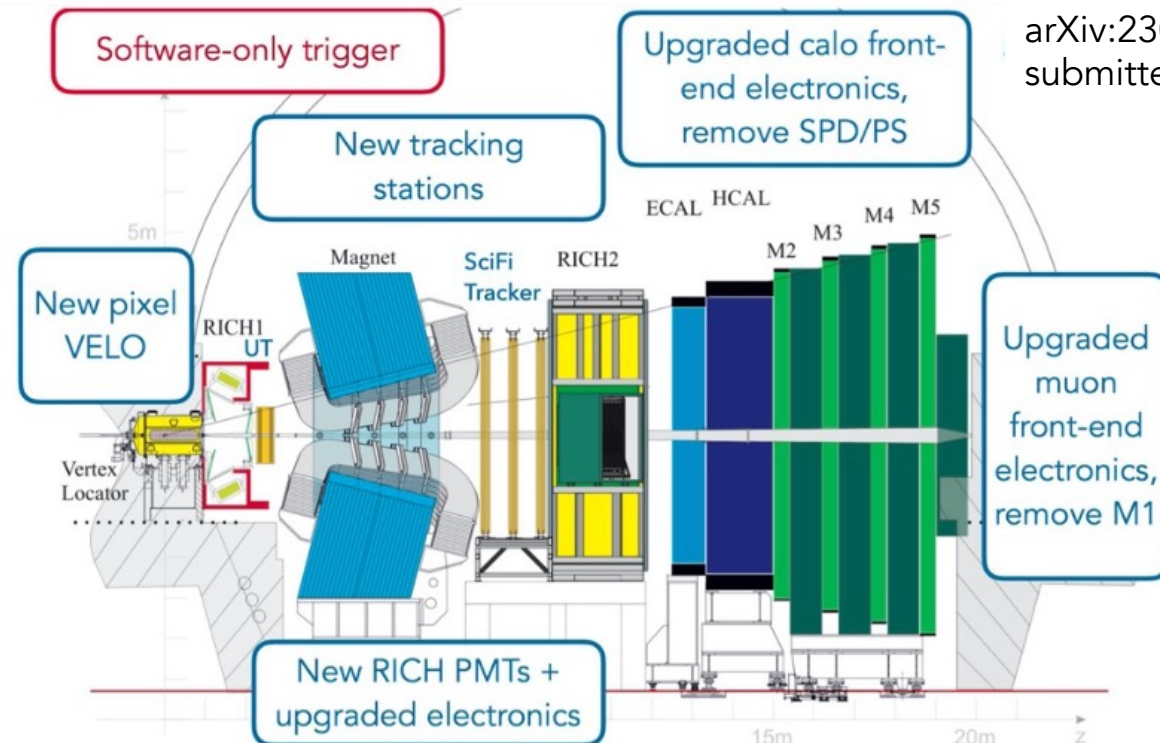 Software-only trigger
Upgraded calo front-
end electronics,
remove SPD/PS
arXiv:230
submitte
New tracking
stations
ECAL HCAL
M2 M3 M4 M5
5m
Magnet
SciFi
Tracker
RICH2
New pixel
VELO
RICH1
UT
Upgraded
muon
front-end
electronics,
remove M1
Vertex
Locator
New RICH PMTs +
upgraded electronics
15m
20m
z